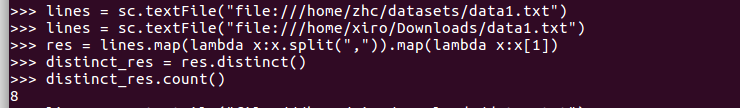 >>> lines = sc.textFile("file:///home/zhc/datasets/data1.txt")
>>> lines = sc.textFile("file:///home/xiro/Downloads/data1.txt")
>>> res = lines.map(lambda x:x.split(",")).map(lambda x:x[1])
>>> distinct_res = res.distinct()
>>> distinct_res.count()
8